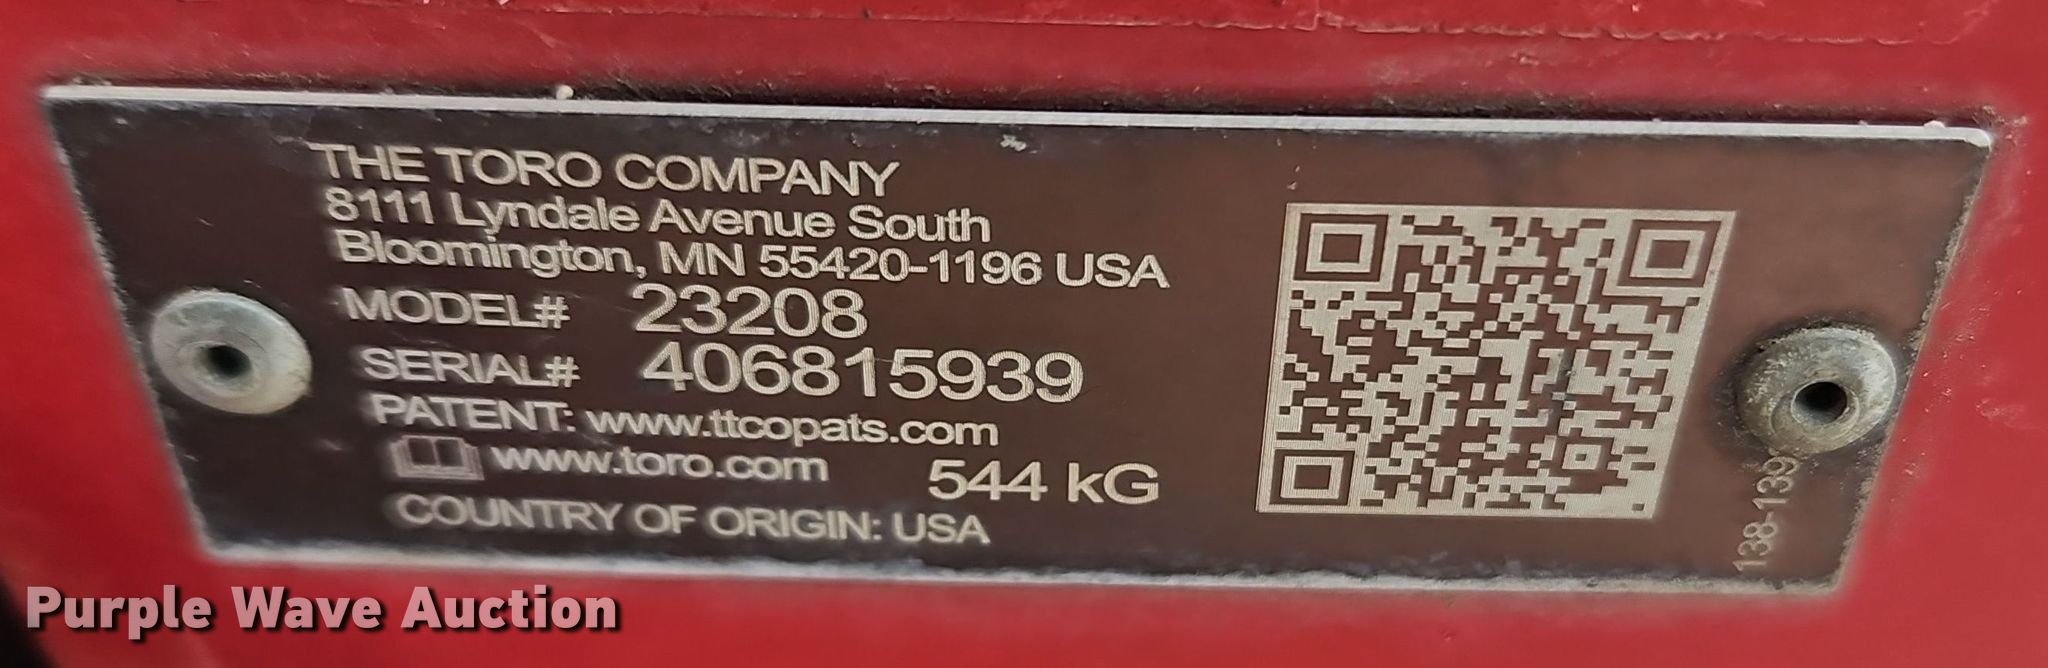 THE TORO COMPANY
8111 Lyndale Avenue South
Bloomington, MN 55420-1196 USA
MODEL# 23208
SERIAL# 406815939
PATENT: www.ttcopats.com
www.toro.com 544 kG
COUNTRY OF ORIGIN: USA
138-139
Purple Wave Auction